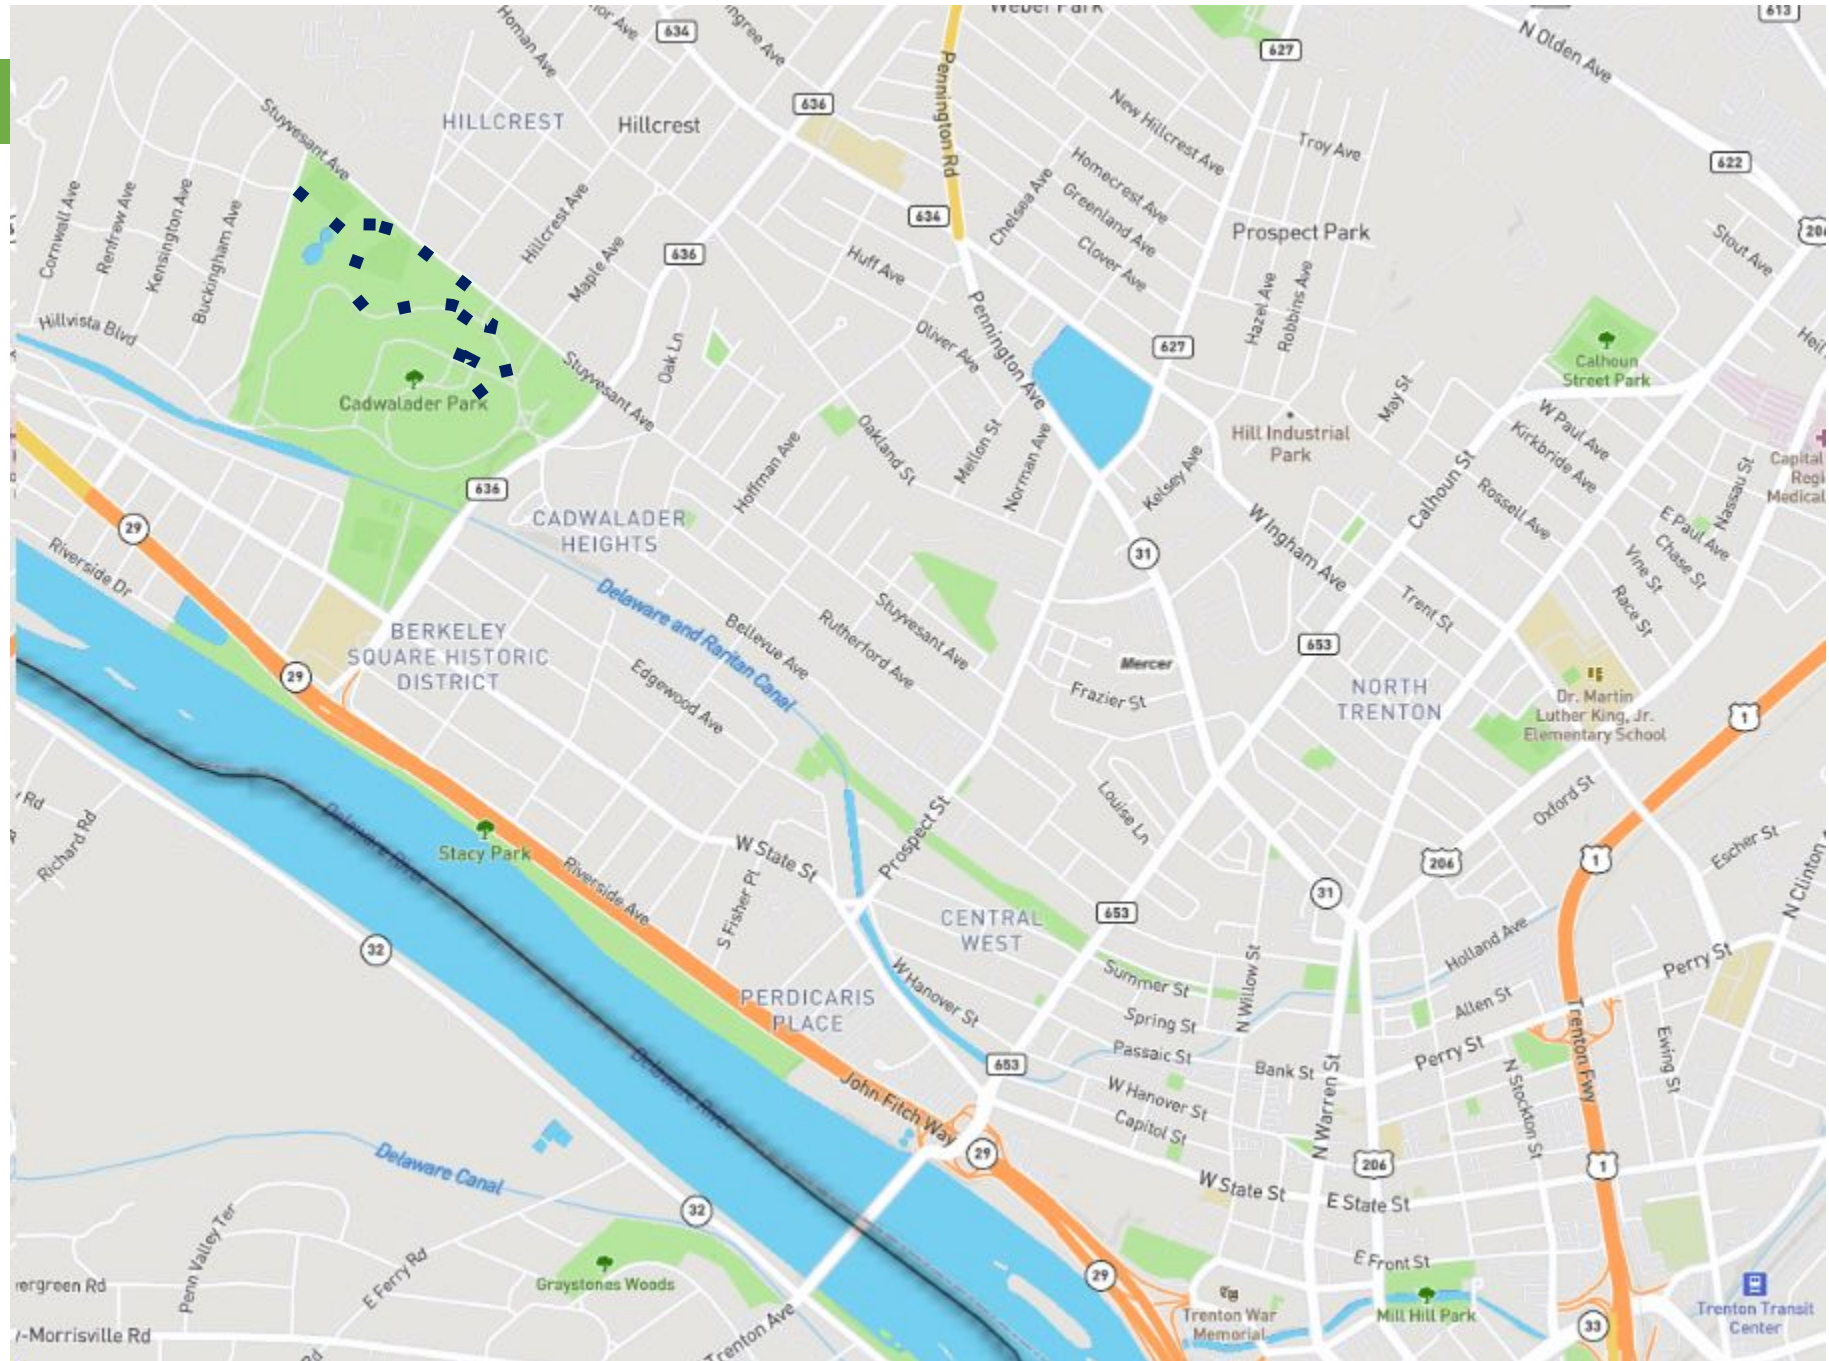 Weber Park
613
Homan Ave
634
627
N Olden Ave
Pennington Rd
636
Stuyvesant Ave
HILLCREST
Hillcrest
New Hillcrest Ave
Troy Ave
622
Homecrest Ave
Chelsea Ave
Greenland Ave
634
Clover Ave
Prospect Park
Stout Ave
Cornwall Ave
Renfrew Ave
Kensington Ave
Buckingham Ave
Hillcrest Ave
Maple Ave
636
Huff Ave
Hazel Ave
Robbins Ave
Hillvista Blvd
Oak Ln
Oliver Ave
Pennington Ave
627
Calhoun
Street Park
Stuyvesant Ave
Cadwalader Park
May St
W Paul Ave
Kirkbride Ave
Oakland St
Mellon St
Norman Ave
Hill Industrial
Park
Hoffman Ave
Kelsey Ave
Calhoun St
Rossell Ave
Nassau St
Capital
Medical
636
29
CADWALADER
HEIGHTS
31
W Ingham Ave
E Paul Ave
Chase St
Vine St
Race St
Riverside Dr
Delaware and Raritan Canal
Bellevue Ave
Rutherford Ave
Stuyvesant Ave
Trent St
653
BERKELEY
SQUARE HISTORIC
DISTRICT
29
Edgewood Ave
Mercer
Frazier St
NORTH
TRENTON
Dr. Martin
Luther King, Jr.
Elementary School
1
Rd
Richard Rd
Delaware River
Stacy Park
W State St
Prospect St
Louise Ln
Oxford St
Escher St
206
1
Riverside Ave
S Fisher Pl
31
N Clinton
32
CENTRAL
WEST
653
Holland Ave
Perry St
PERDICARIS
PLACE
W Hanover St
Summer St
N Willow St
Allen St
Spring St
Trenton Fwy
Ewing St
Delaware River
653
Passaic St
Bank St
Perry St
John Fitch Way
W Hanover St
Capitol St
N Warren St
N Stockton St
29
Delaware Canal
206
1
32
W State St
E State St
Penn Valley Ter
E Ferry Rd
E Front St
Graystones Woods
29
Trenton Ave
Trenton War
Memorial
Mill Hill Park
33
Trenton Transit
Center
-Morrisville Rd